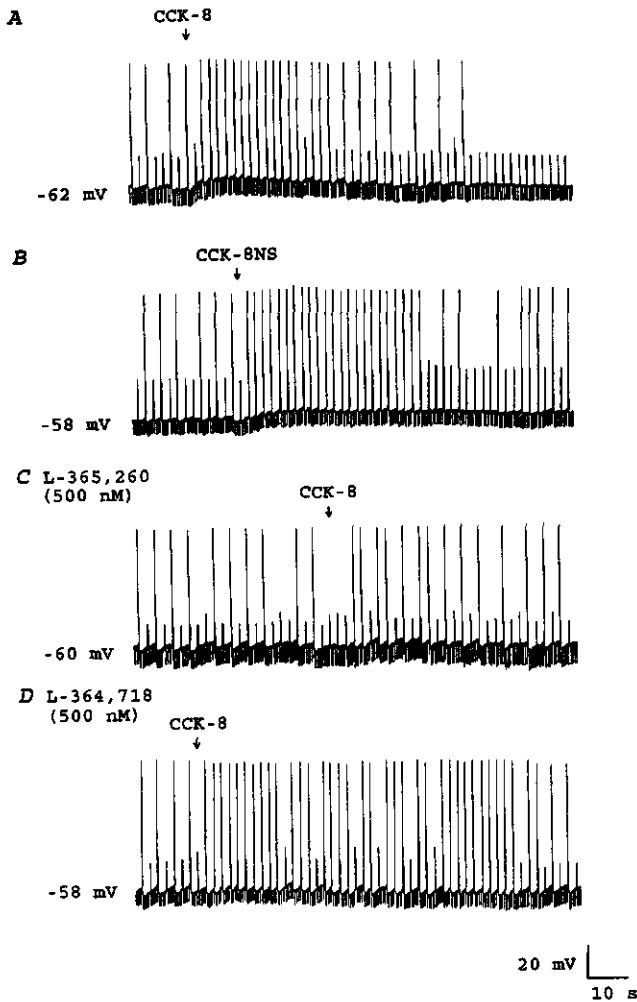 A
CCK-8
-62 mV
B
CCK-8NS
-58 mV
C L-365,260
(500 nM)
CCK-8
-60 mV
D L-364,718
(500 nM)
CCK-8
-58 mV
20 mV
10 s